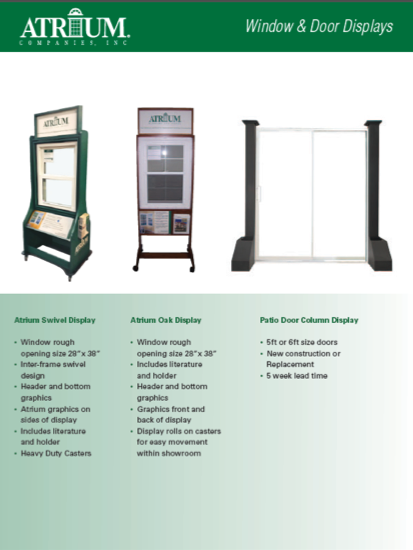 ATRIUM.
COMPANIES, INC
Window & Door Displays
ATRIUM
ATRIUM
Atrium Swivel Display
• Window rough
opening size 28"x 38"
• Inter-frame swivel
design
• Header and bottom
graphics
• Atrium graphics on
sides of display
• Includes literature
and holder
• Heavy Duty Casters
Atrium Oak Display
• Window rough
opening size 28"x 38"
• Includes literature
and holder
• Header and bottom
graphics
• Graphics front and
back of display
• Display rolls on casters
for easy movement
within showroom
Patio Door Column Display
• 5ft or 6ft size doors
• New construction or
Replacement
• 5 week lead time